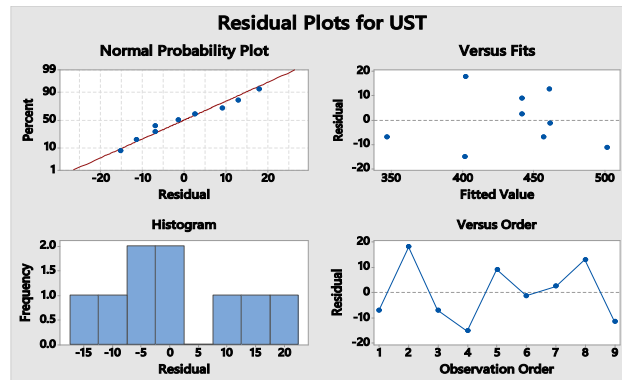 Residual Plots for UST
Normal Probability Plot
99
90
50
10
1
Percent
-20 -10 0 10 20
Residual
Versus Fits
20
10
0
-10
-20
Residual
350 400 450 500
Fitted Value
Histogram
2.0
1.5
1.0
0.5
0.0
Frequency
-15 -10 -5 0 5 10 15 20
Residual
Versus Order
20
10
0
-10
-20
Residual
1 2 3 4 5 6 7 8 9
Observation Order